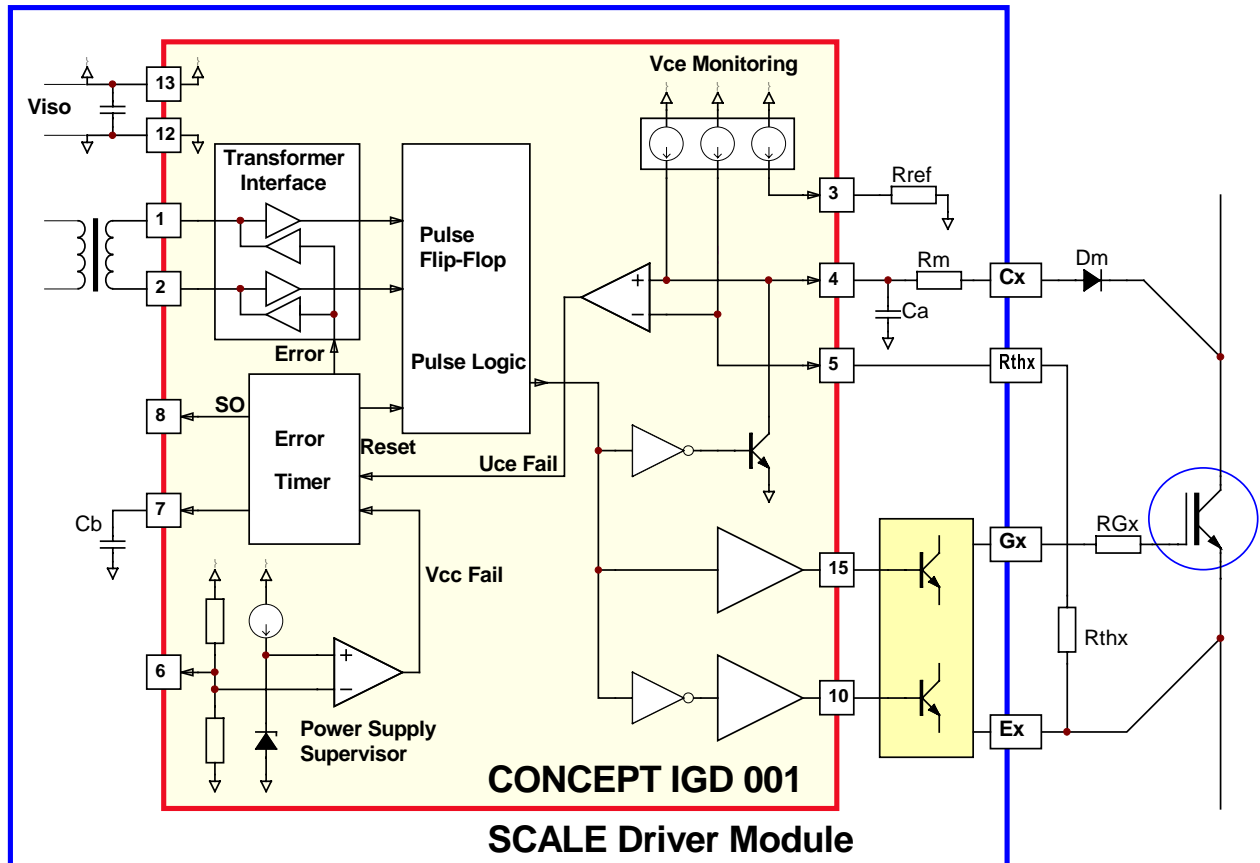 Vce Monitoring
13
Viso
12
Transformer
Interface
3
Rref
1
Pulse
Flip-Flop
+
4
Rm
Cx
Dm
2
−
Ca
Error
Pulse Logic
5
Rthx
8
SO
Error
Timer
Reset
Uce Fail
7
Cb
Gx
RGx
15
Vcc Fail
Rthx
6
+
−
10
Power Supply
Supervisor
Ex
CONCEPT IGD 001
SCALE Driver Module